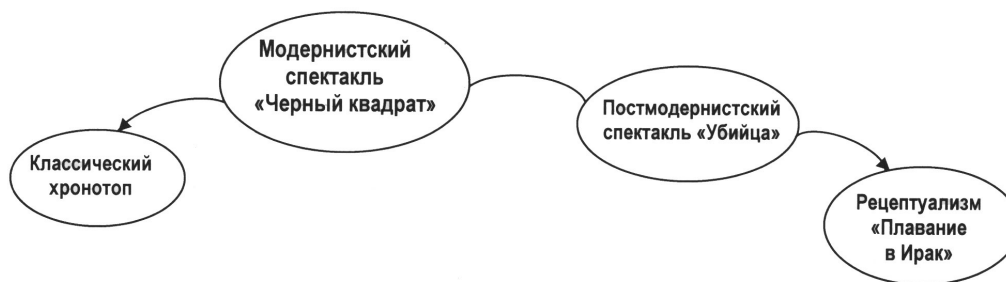 Модернистский
спектакль
«Черный квадрат»
Постмодернистский
спектакль «Убийца»
Классический
хронотоп
Рецептуализм
«Плавание
в Ирак»